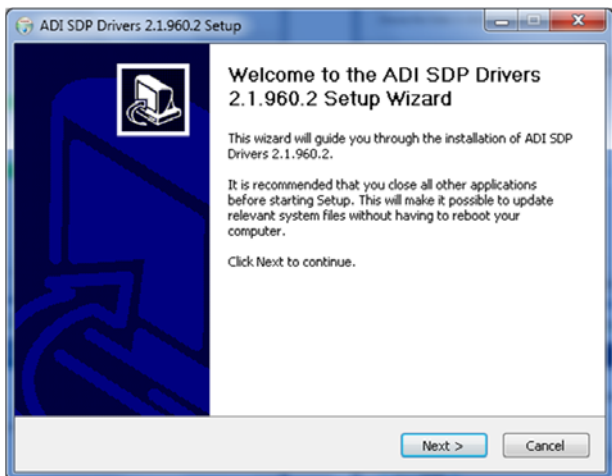 ADI SDP Drivers 2.1.960.2 Setup
Welcome to the ADI SDP Drivers
2.1.960.2 Setup Wizard
This wizard will guide you through the installation of ADI SDP
Drivers 2.1.960.2.
It is recommended that you close all other applications
before starting Setup. This will make it possible to update
relevant system files without having to reboot your
computer.
Click Next to continue.
Next >
Cancel